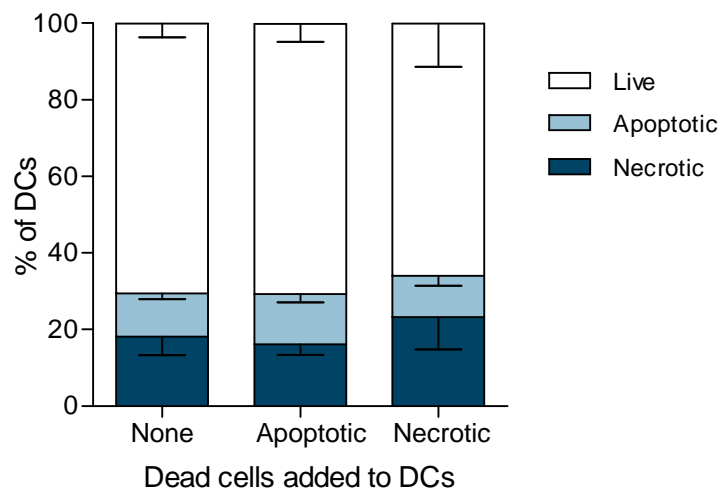 100
80
60
40
20
0
% of DCs
None Apoptotic Necrotic
Dead cells added to DCs
Live
Apoptotic
Necrotic